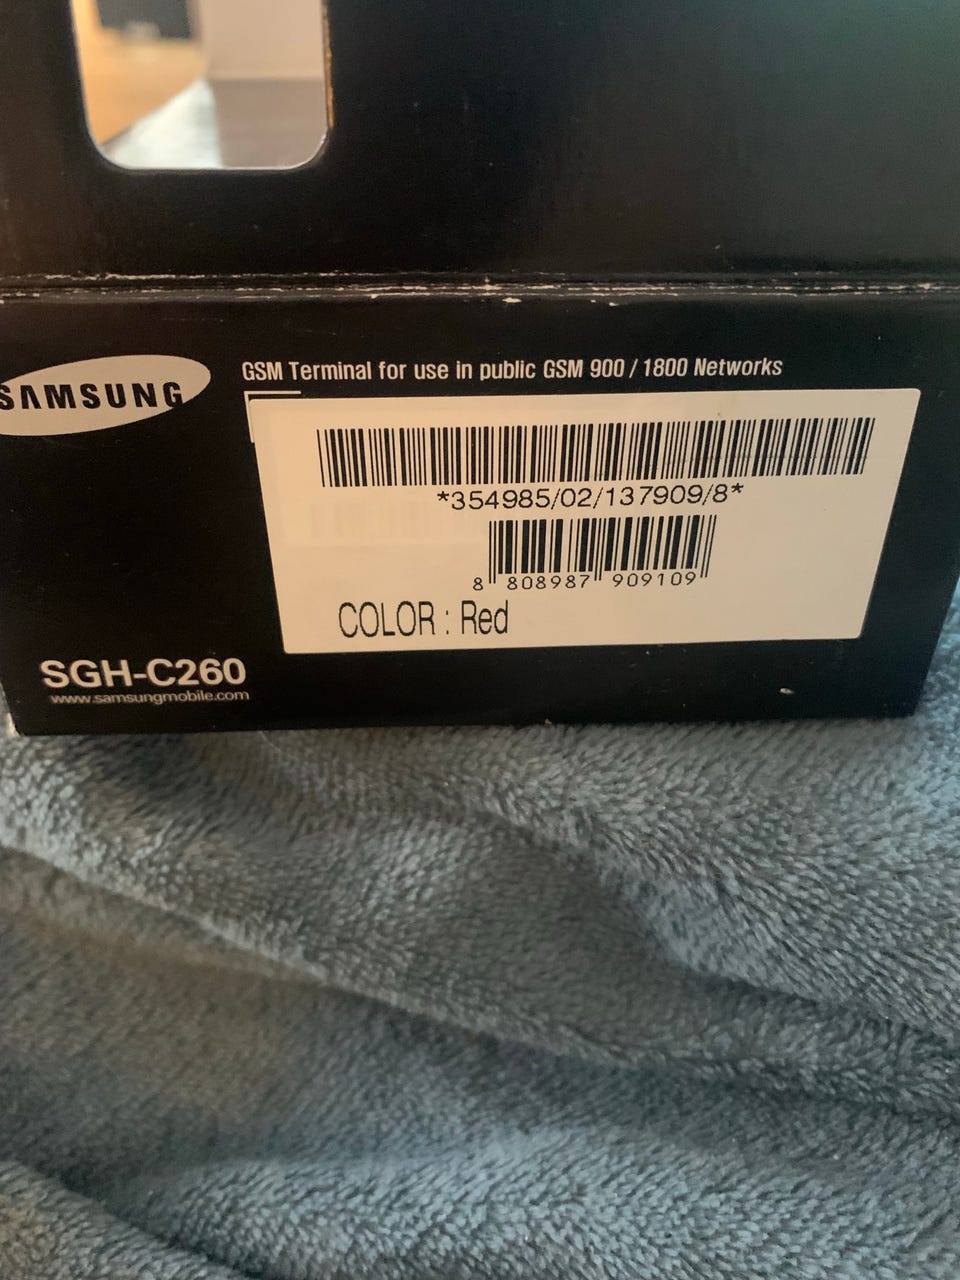 SAMSUNG
GSM Terminal for use in public GSM 900 / 1800 Networks
*354985/02/137909/8*
8 808987 909109
COLOR : Red
SGH-C260
www.samsungmobile.com